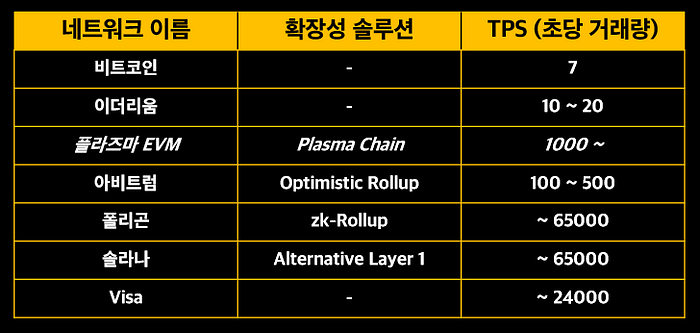 네트워크 이름 확장성 솔루션 TPS (초당 거래량)
비트코인 - 7
이더리움 - 10 ~ 20
플라즈마 EVM Plasma Chain 1000 ~
아비트럼 Optimistic Rollup 100 ~ 500
폴리곤 zk-Rollup ~ 65000
솔라나 Alternative Layer 1 ~ 65000
Visa - ~ 24000